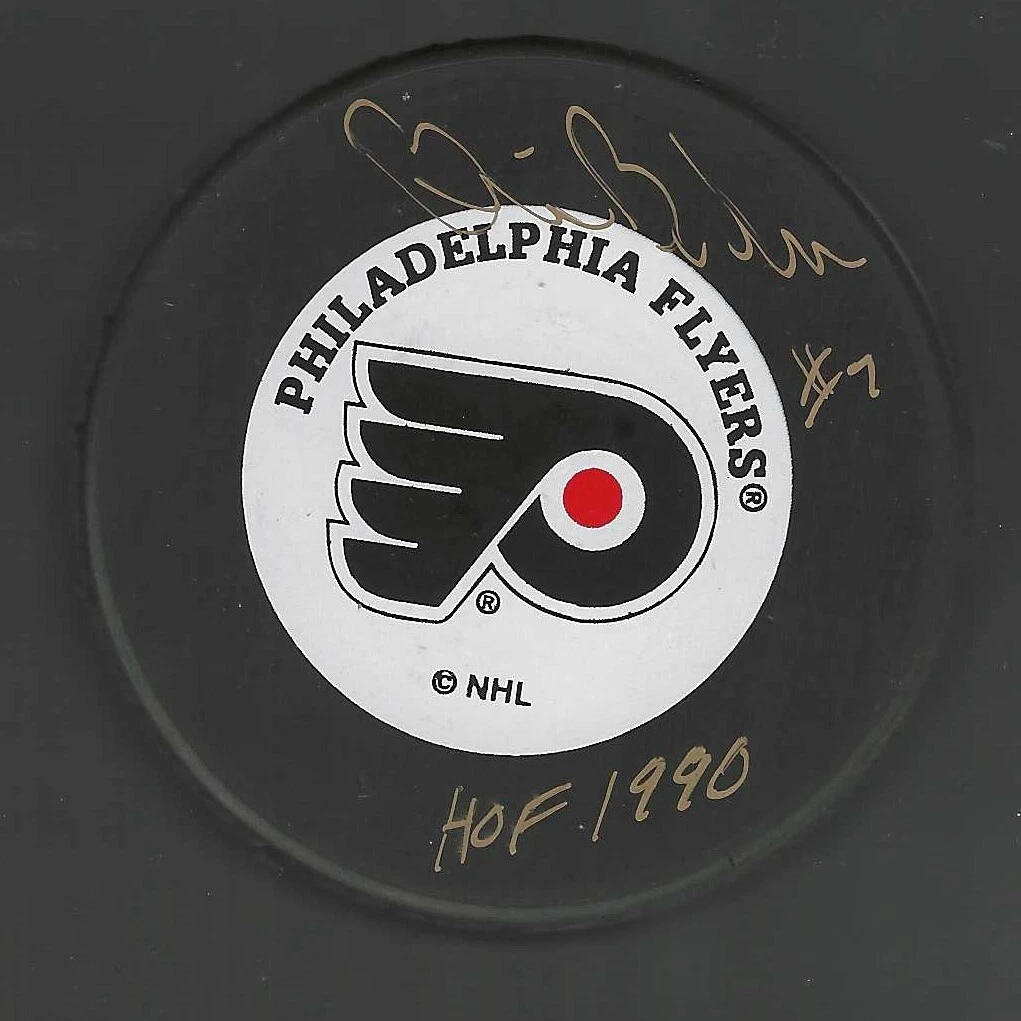 PHILADELPHIA FLYERS®
#7
®
© NHL
HOF 1990